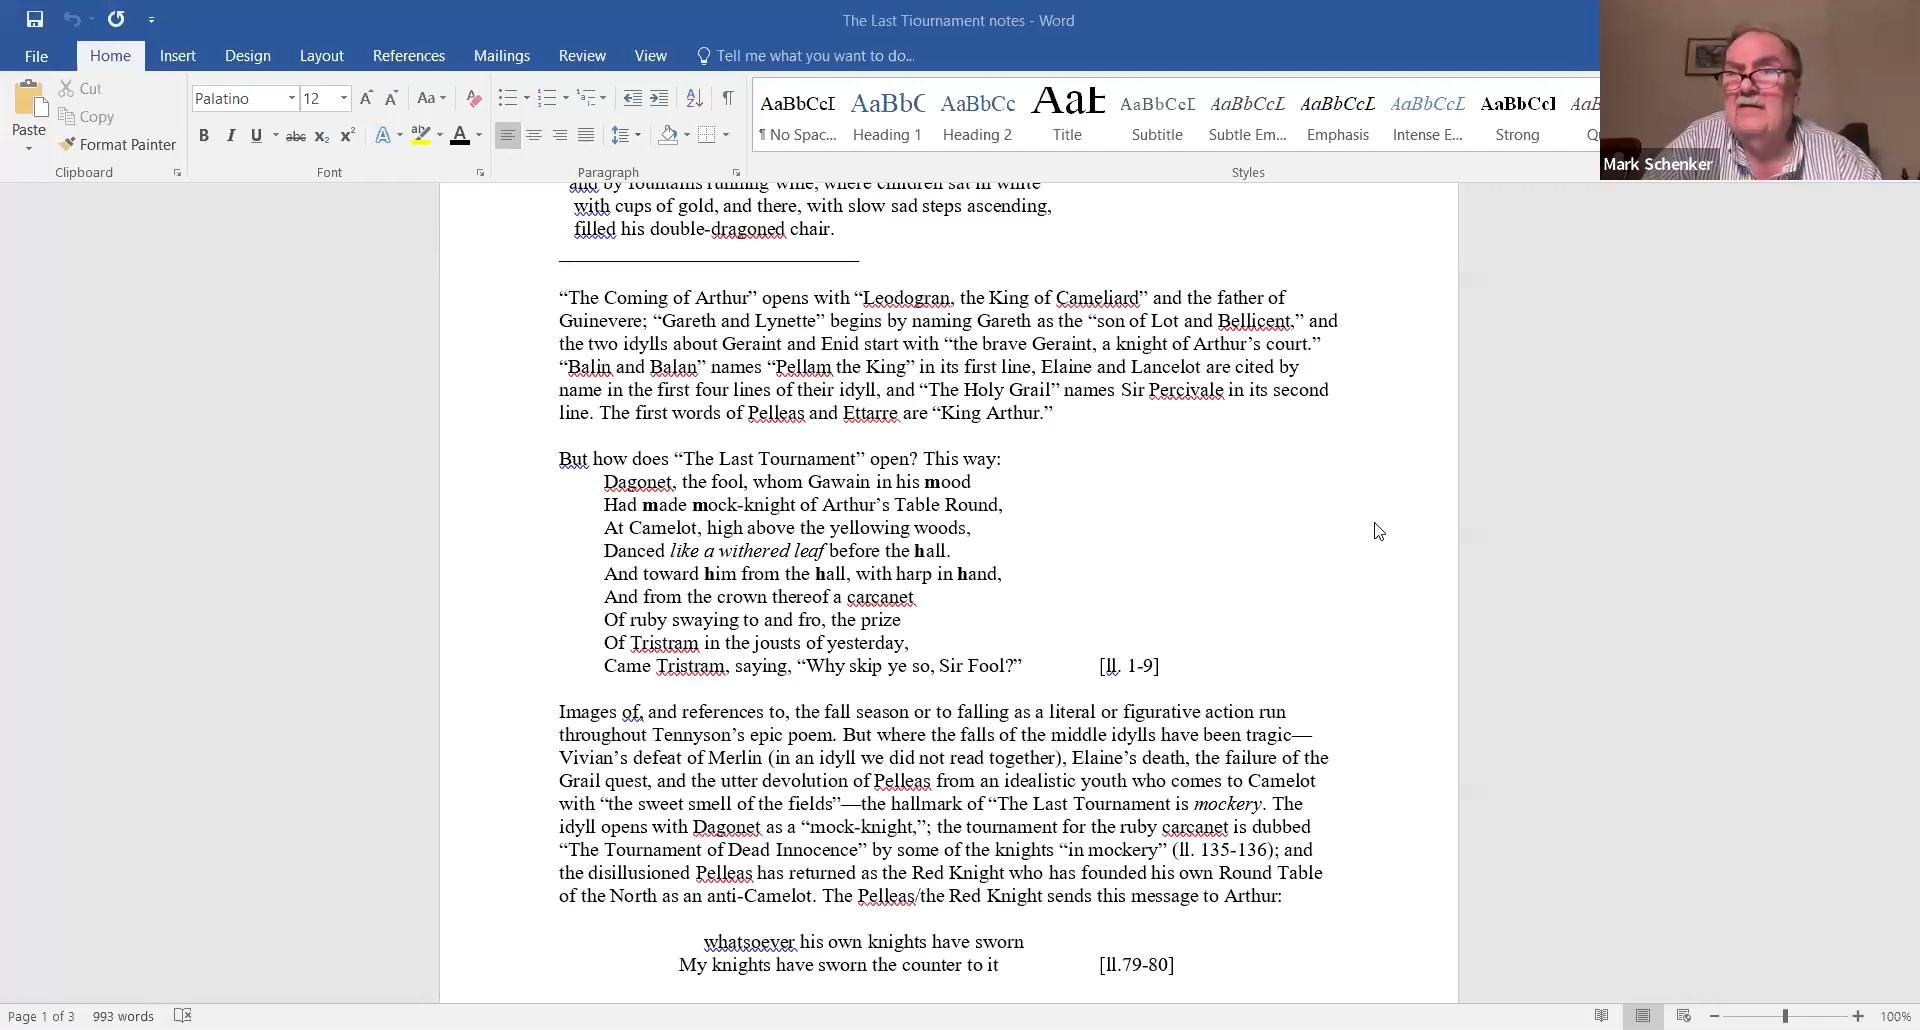 The Last Tiournament notes - Word
File
Home
Insert
Design
Layout
References
Mailings
Review
View
Tell me what you want to do...
Paste
Cut
Copy
Format Painter
Clipboard
Palatino
12
Font
Paragraph
AaBbCcI
AaBbC
AaBbCc
AaB
AaBbCcL
AaBbCcL
AaBbCcL
AaBbCcL
AaBbCcI
¶ No Spac...
Heading 1
Heading 2
Title
Subtitle
Subtle Em...
Emphasis
Intense E...
Strong
Styles
Mark Schenker
and by fountains running wine, where children sat in white
with cups of gold, and there, with slow sad steps ascending,
filled his double-dragoned chair.
“The Coming of Arthur” opens with “Leodogran, the King of Cameliard” and the father of
Guinevere; “Gareth and Lynette” begins by naming Gareth as the “son of Lot and Bellicent,” and
the two idylls about Geraint and Enid start with “the brave Geraint, a knight of Arthur’s court.”
“Balin and Balan” names “Pellam the King” in its first line, Elaine and Lancelot are cited by
name in the first four lines of their idyll, and “The Holy Grail” names Sir Percivale in its second
line. The first words of Pelleas and Ettarre are “King Arthur.”
But how does “The Last Tournament” open? This way:
Dagonet, the fool, whom Gawain in his mood
Had made mock-knight of Arthur’s Table Round,
At Camelot, high above the yellowing woods,
Danced like a withered leaf before the hall.
And toward him from the hall, with harp in hand,
And from the crown thereof a carcanet
Of ruby swaying to and fro, the prize
Of Tristram in the jousts of yesterday,
Came Tristram, saying, “Why skip ye so, Sir Fool?” [ll. 1-9]
Images of, and references to, the fall season or to falling as a literal or figurative action run
throughout Tennyson’s epic poem. But where the falls of the middle idylls have been tragic—
Vivian’s defeat of Merlin (in an idyll we did not read together), Elaine’s death, the failure of the
Grail quest, and the utter devolution of Pelleas from an idealistic youth who comes to Camelot
with “the sweet smell of the fields”—the hallmark of “The Last Tournament is mockery. The
idyll opens with Dagonet as a “mock-knight,”; the tournament for the ruby carcanet is dubbed
“The Tournament of Dead Innocence” by some of the knights “in mockery” (ll. 135-136); and
the disillusioned Pelleas has returned as the Red Knight who has founded his own Round Table
of the North as an anti-Camelot. The Pelleas/the Red Knight sends this message to Arthur:
whatsoever his own knights have sworn
My knights have sworn the counter to it [ll.79-80]
Page 1 of 3
993 words
100%